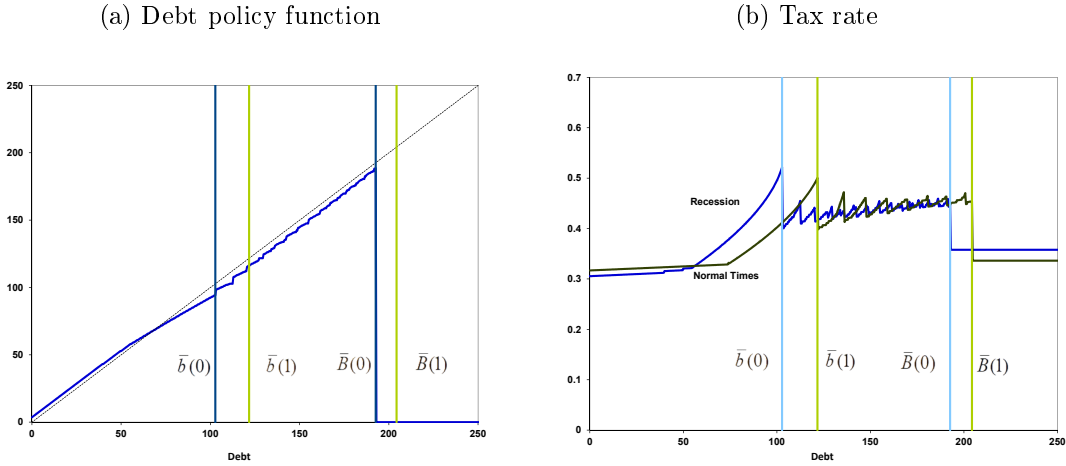 (a) Debt policy function
250
200
150
100
50
0
b̄(0)
b̄(1)
B̄(0)
B̄(1)
0
50
100
150
200
250
Debt
(b) Tax rate
0.7
0.6
0.5
0.4
0.3
0.2
0.1
0
Recession
Normal Times
b̄(0)
b̄(1)
B̄(0)
B̄(1)
0
50
100
150
200
250
Debt